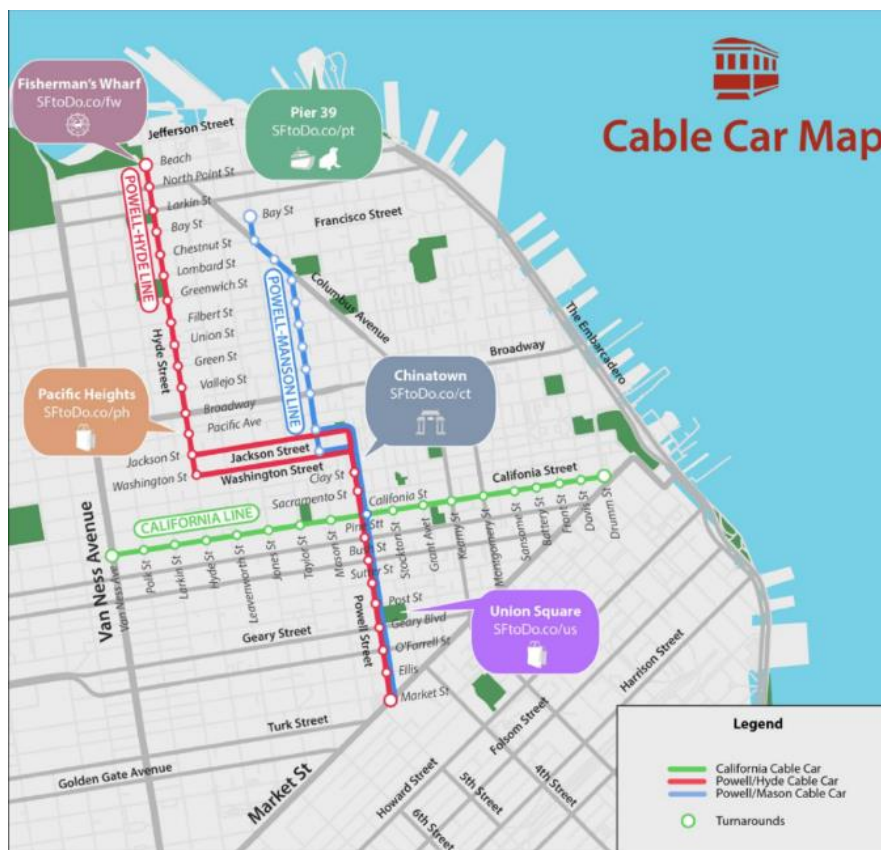 Cable Car Map
Fisherman's Wharf
SFtoDo.co/fw
Pier 39
SFtoDo.co/pt
Jefferson Street
Beach
North Point St
Larkin St
Bay St
Chestnut St
Lombard St
Greenwich St
Filbert St
Union St
Green St
Vallejo St
Broadway
Pacific Ave
Jackson St
Washington St
POWELL-HYDE LINE
Hyde Street
Bay St
Francisco Street
Columbus Avenue
POWELL-MANSON LINE
The Embarcadero
Broadway
Pacific Heights
SFtoDo.co/ph
Chinatown
SFtoDo.co/ct
Jackson Street
Washington Street
Clay St
Sacramento St
Califonia St
Califonia Street
CALIFORNIA LINE
Pine Stt
Bush St
Sutter St
Post St
Geary Blvd
O'Farrell St
Ellis
Market St
Van Ness Avenue
Van Ness Ave
Polk St
Larkin St
Hyde St
Leavenworth St
Jones St
Taylor St
Mason St
Stockton St
Grant Ave
Kearn St
Montgomery St
Sansome St
Battery St
Front St
Davis St
Drumm St
Powell Street
Union Square
SFtoDo.co/us
Geary Street
Turk Street
Golden Gate Avenue
Market St
Howard Street
Folsom Street
Harrison Street
4th Street
5th Street
6th Street
Legend
California Cable Car
Powell/Hyde Cable Car
Powell/Mason Cable Car
Turnarounds